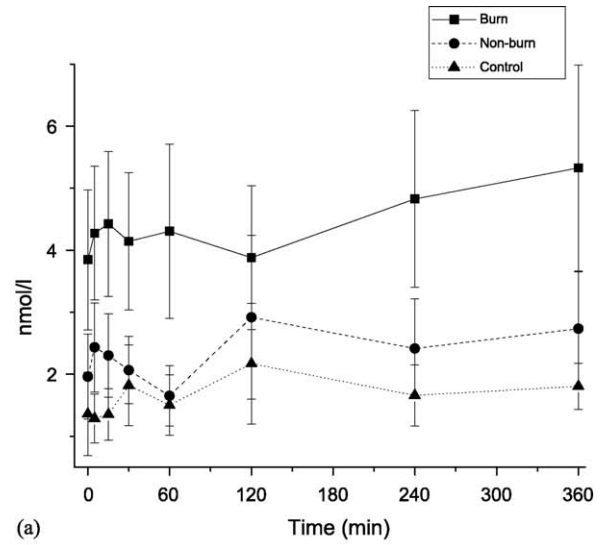 Burn
Non-burn
Control
6
4
2
nmol/l
0 60 120 180 240 300 360
(a) Time (min)